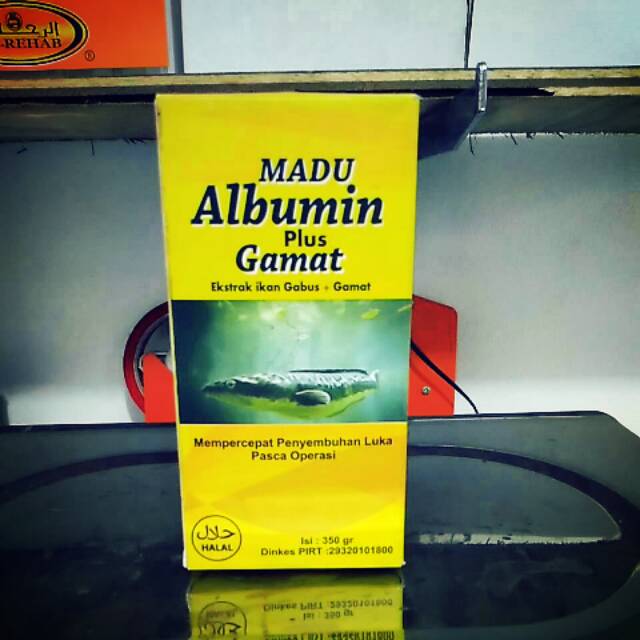 الرحاب
-REHAB
®
MADU
Albumin
Plus
Gamat
Ekstrak ikan Gabus + Gamat
Mempercepat Penyembuhan Luka
Pasca Operasi
حلال
HALAL
Isi : 350 gr
Dinkes PIRT :29320101800